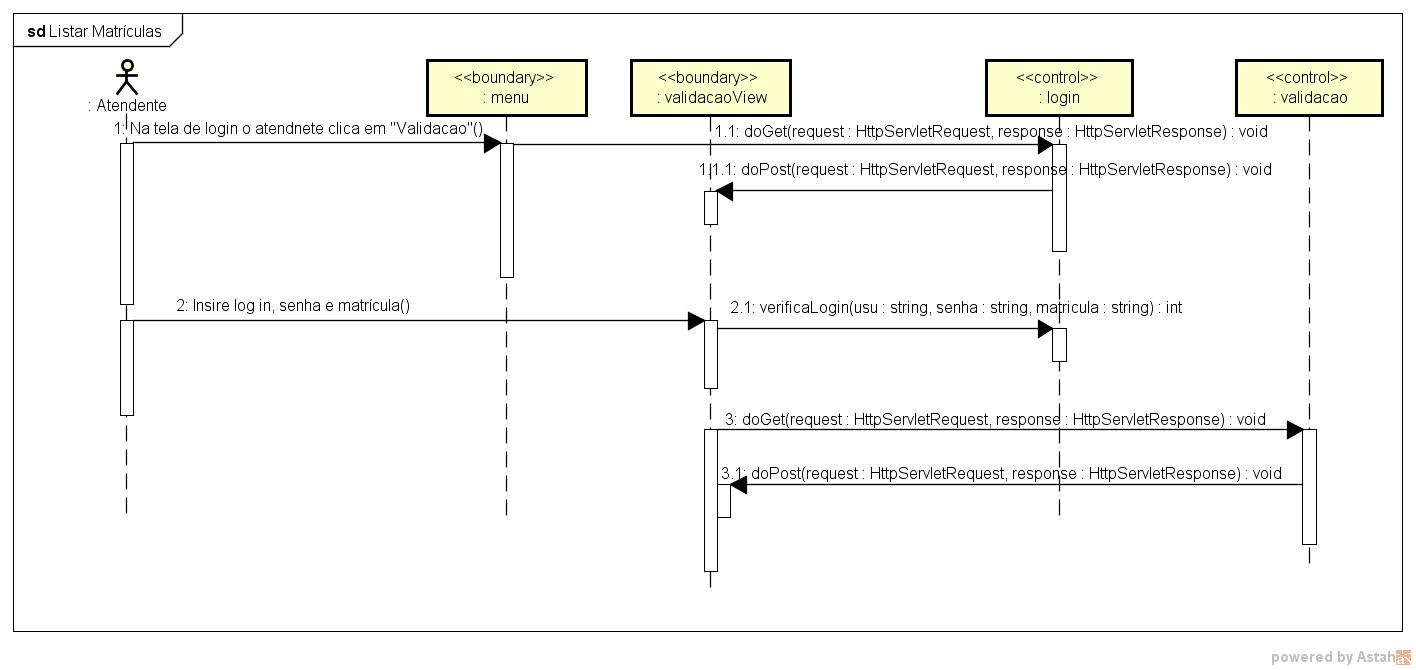 sd Listar Matrículas
: Atendente
<<boundary>>
: menu
<<boundary>>
: validacaoView
<<control>>
: login
<<control>>
: validacao
1: Na tela de login o atendnete clica em "Validacao"()
1.1: doGet(request : HttpServletRequest, response : HttpServletResponse) : void
1.1.1: doPost(request : HttpServletRequest, response : HttpServletResponse) : void
2: Insire log in, senha e matrícula()
2.1: verificaLogin(usu : string, senha : string, matricula : string) : int
3: doGet(request : HttpServletRequest, response : HttpServletResponse) : void
3.1: doPost(request : HttpServletRequest, response : HttpServletResponse) : void
powered by Astah